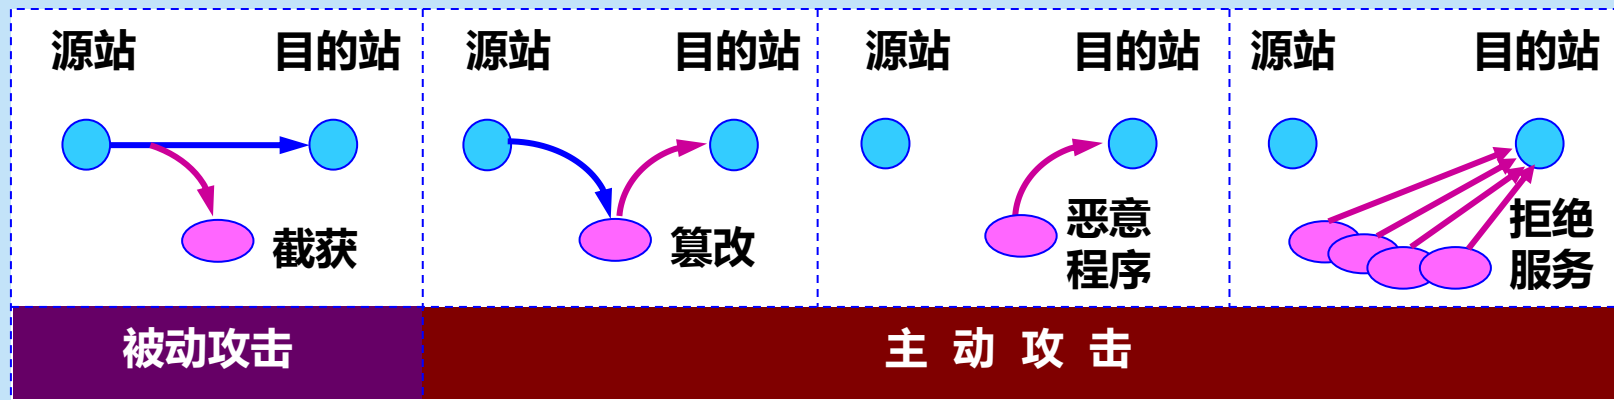 源站 目的站 源站 目的站 源站 目的站 源站 目的站
截获
篡改
恶意
程序
拒绝
服务
被动攻击 主 动 攻 击